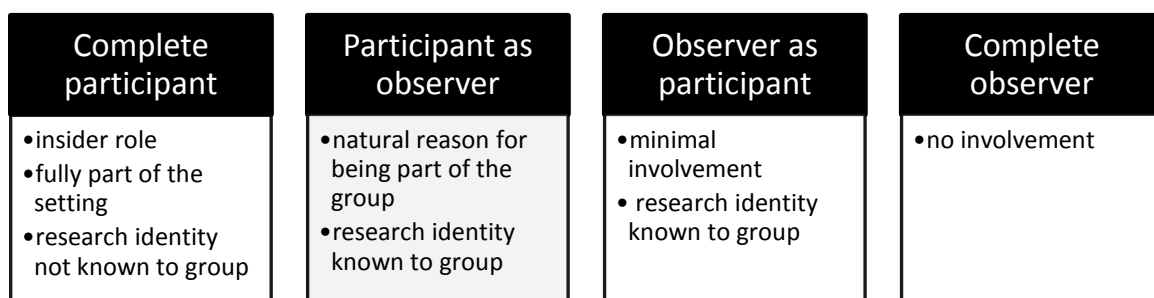 Complete
participant
•insider role
•fully part of the
setting
•research identity
not known to group
Participant as
observer
•natural reason for
being part of the
group
•research identity
known to group
Observer as
participant
•minimal
involvement
• research identity
known to group
Complete
observer
•no involvement